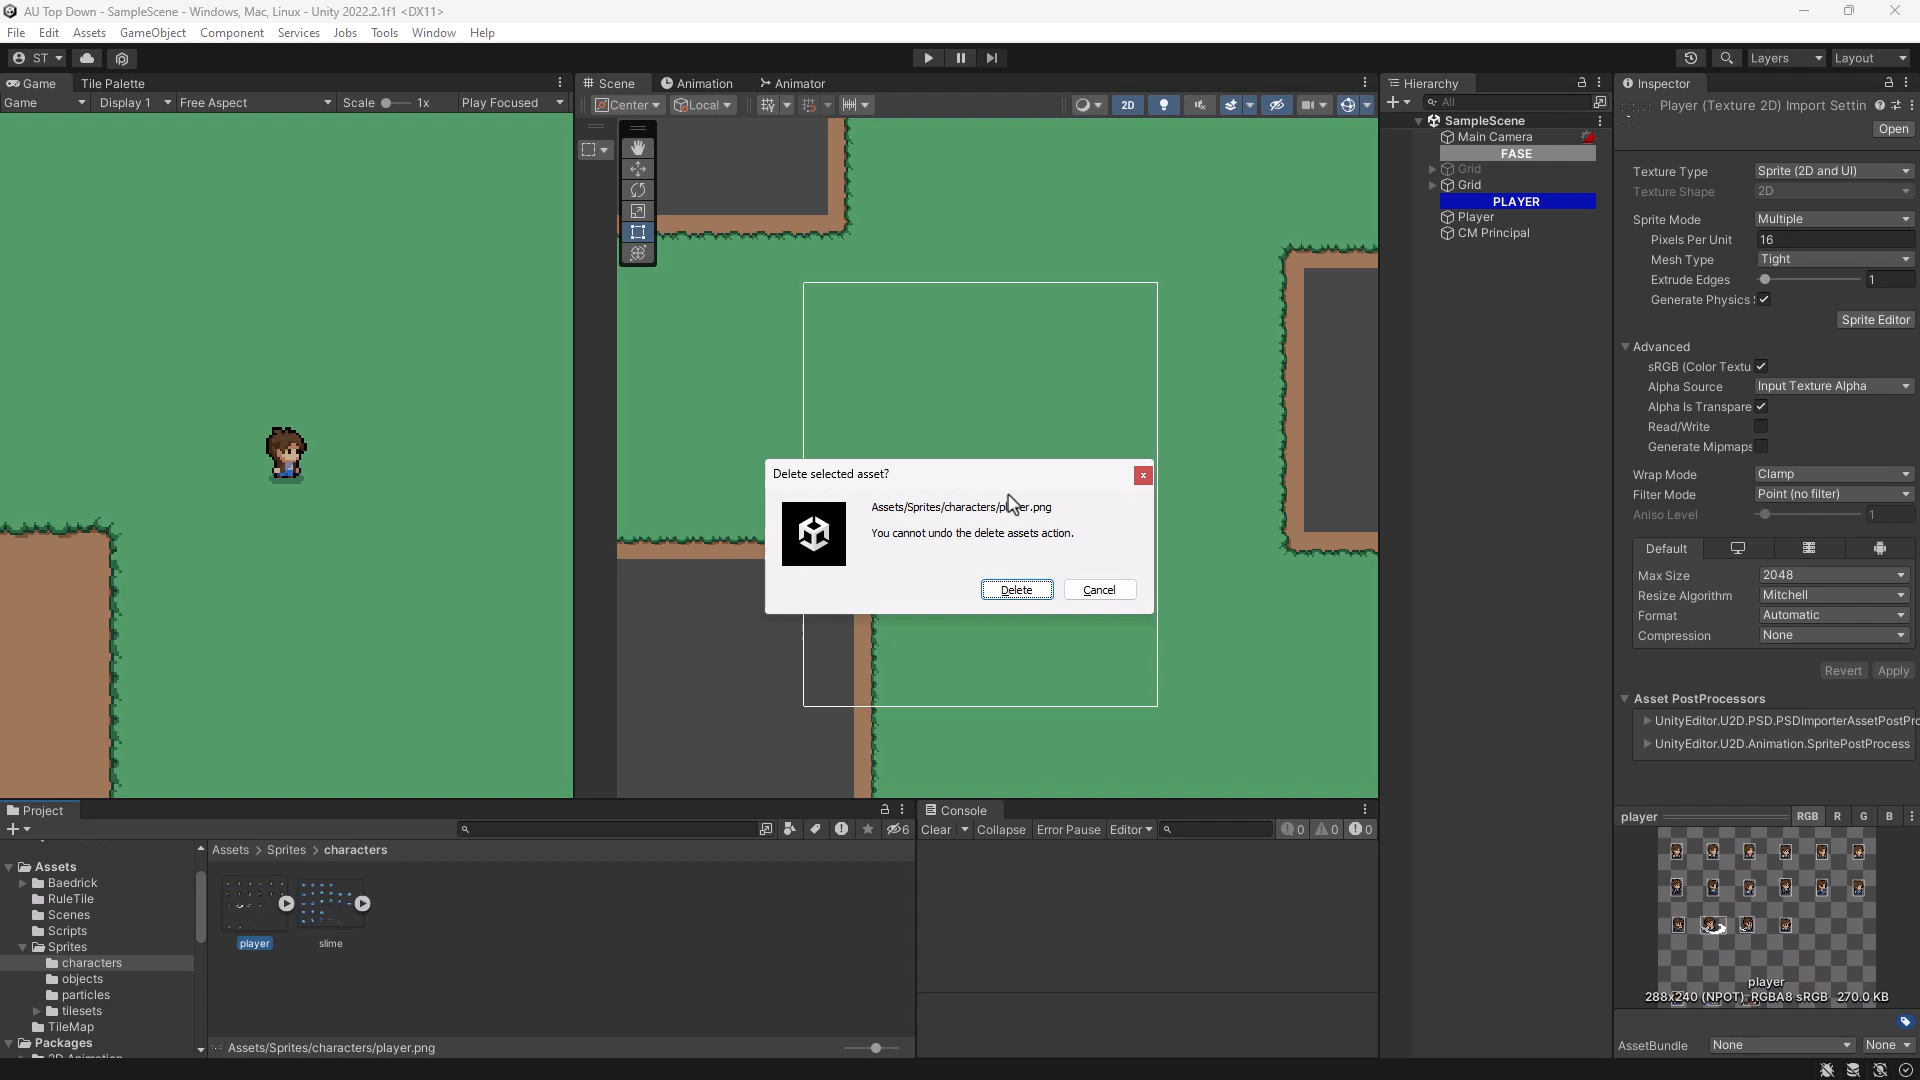 AU Top Down - SampleScene - Windows, Mac, Linux - Unity 2022.2.1f1 <DX11>
File Edit Assets GameObject Component Services Jobs Tools Window Help
ST Layers Layout
Game Tile Palette
Game Display 1 Free Aspect Scale 1x Play Focused
Scene Animation Animator
Center Local 2D
Hierarchy
All
SampleScene
Main Camera
FASE
Grid
Grid
PLAYER
Player
CM Principal
Inspector
Player (Texture 2D) Import Settin
Open
Texture Type Sprite (2D and UI)
Texture Shape 2D
Sprite Mode Multiple
Pixels Per Unit 16
Mesh Type Tight
Extrude Edges 1
Generate Physics
Sprite Editor
Advanced
sRGB (Color Textu
Alpha Source Input Texture Alpha
Alpha Is Transpare
Read/Write
Generate Mipmaps
Wrap Mode Clamp
Filter Mode Point (no filter)
Aniso Level 1
Default
Max Size 2048
Resize Algorithm Mitchell
Format Automatic
Compression None
Revert Apply
Asset PostProcessors
UnityEditor.U2D.PSD.PSDImporterAssetPostPro
UnityEditor.U2D.Animation.SpritePostProcess
player RGB R G B
player
288x240 (NPOT) RGBA8 sRGB 270.0 KB
AssetBundle None None
Delete selected asset?
x
Assets/Sprites/characters/player.png
You cannot undo the delete assets action.
Delete Cancel
Project
6
Assets > Sprites > characters
Assets
Baedrick
RuleTile
Scenes
Scripts
Sprites
characters
objects
particles
tilesets
TileMap
Packages
player slime
Assets/Sprites/characters/player.png
Console
Clear Collapse Error Pause Editor 0 0 0